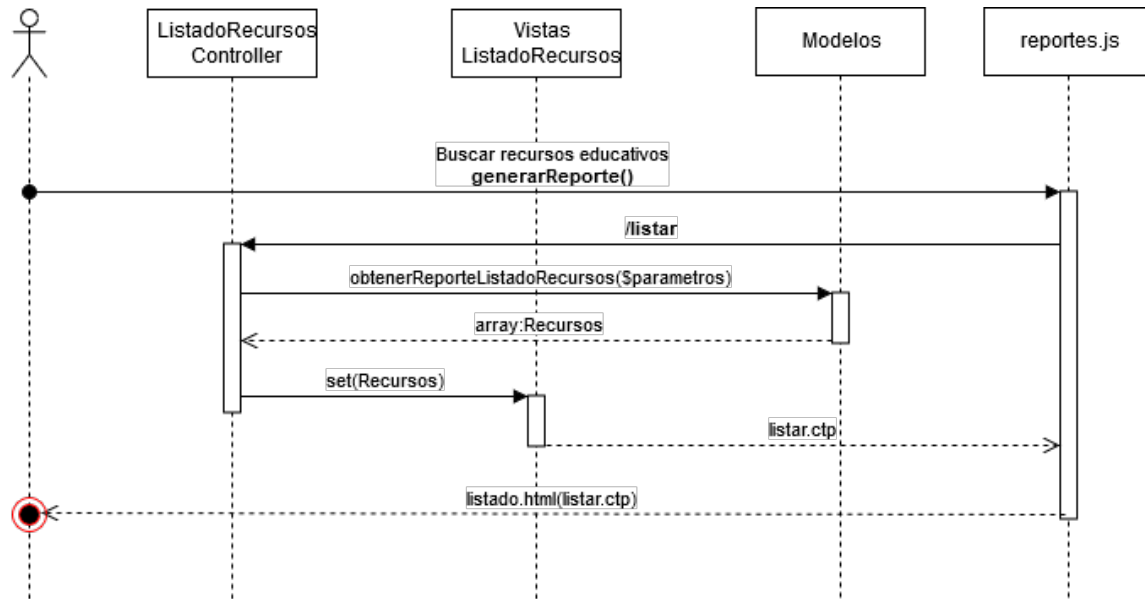 ListadoRecursos
Controller
Vistas
ListadoRecursos
Modelos
reportes.js
Buscar recursos educativos
generarReporte()
/listar
obtenerReporteListadoRecursos($parametros)
array:Recursos
set(Recursos)
listar.ctp
listado.html(listar.ctp)